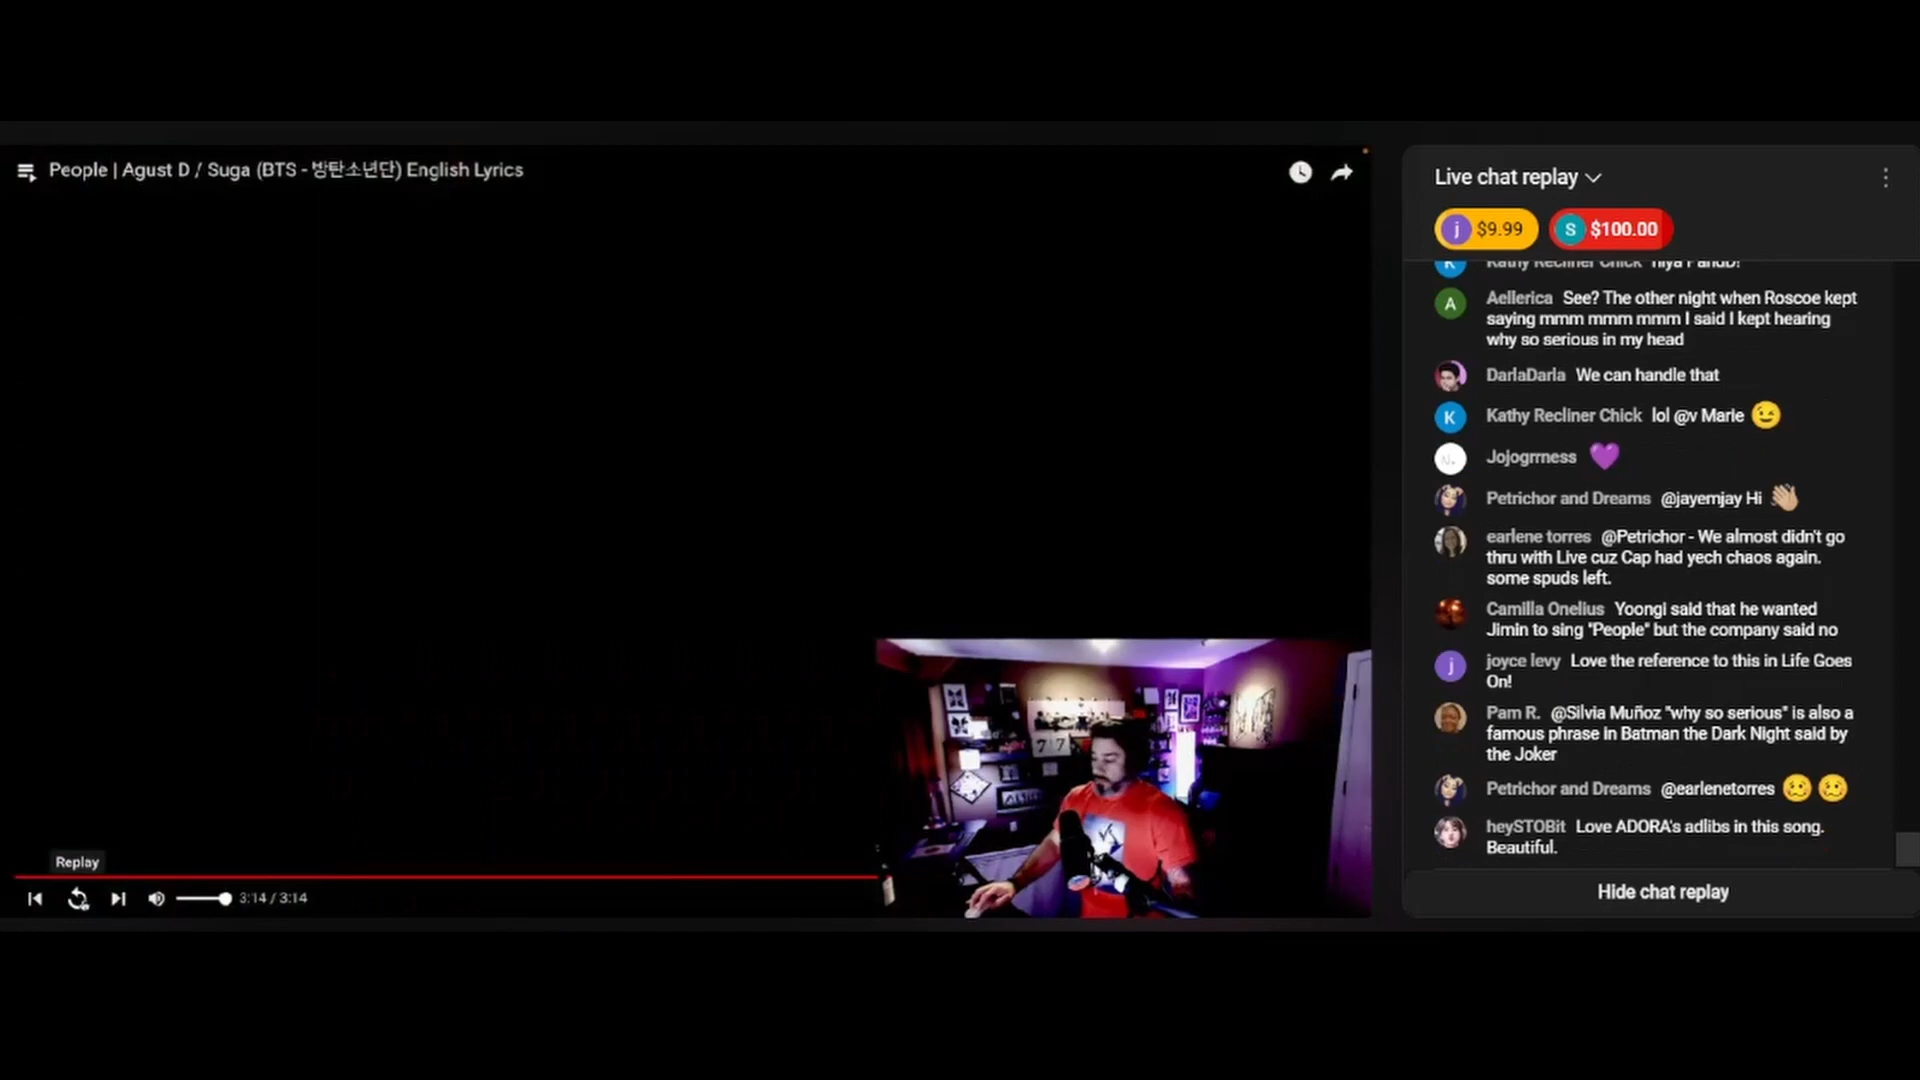 People | Agust D / Suga (BTS - 방탄소년단) English Lyrics
Replay
3:14 / 3:14
7 7
Live chat replay
j $9.99 S $100.00
K Kathy Recliner Chick hiya PandD!
A Aellerica See? The other night when Roscoe kept
saying mmm mmm mmm I said I kept hearing
why so serious in my head
DarlaDarla We can handle that
K Kathy Recliner Chick lol @v Marie 😉
Jojogrrness 💜
Petrichor and Dreams @jayemjay Hi 👋🏼
earlene torres @Petrichor - We almost didn't go
thru with Live cuz Cap had yech chaos again.
some spuds left.
Camilla Onelius Yoongi said that he wanted
Jimin to sing "People" but the company said no
j joyce levy Love the reference to this in Life Goes
On!
Pam R. @Silvia Muñoz "why so serious" is also a
famous phrase in Batman the Dark Night said by
the Joker
Petrichor and Dreams @earlenetorres 🥴🥴
heySTOBit Love ADORA's adlibs in this song.
Beautiful.
Hide chat replay